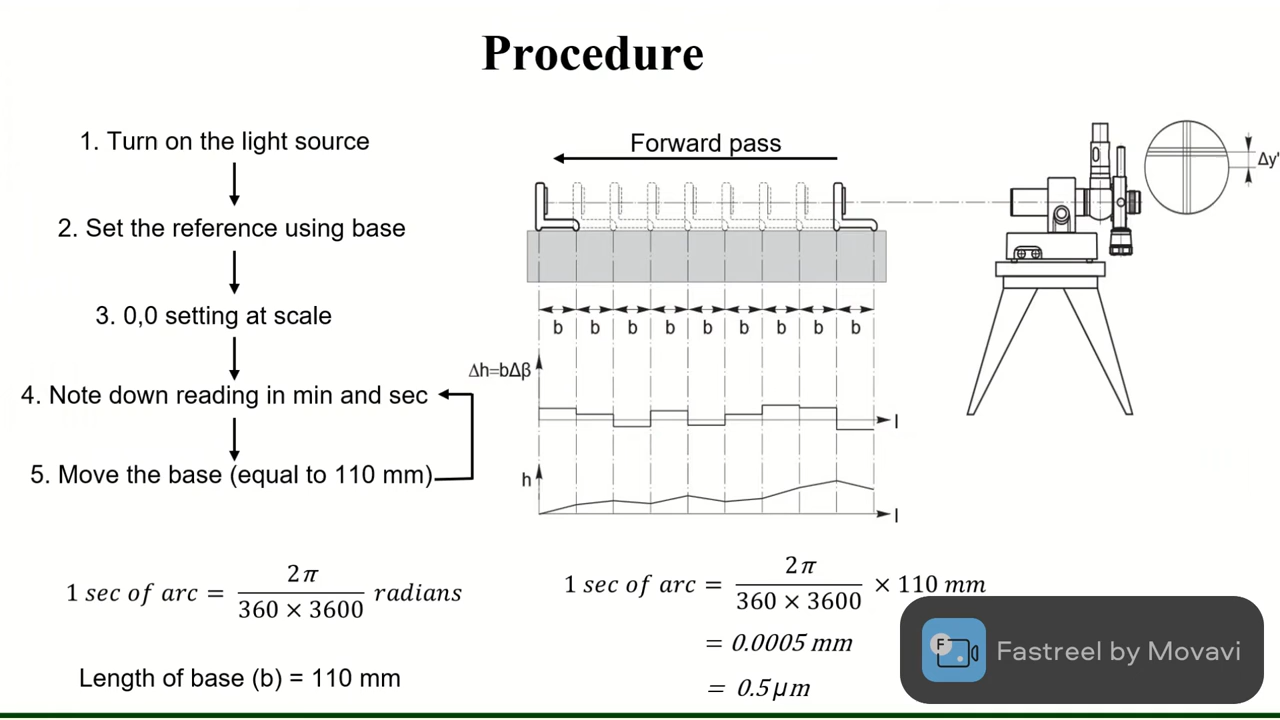 Procedure
1. Turn on the light source
2. Set the reference using base
3. 0,0 setting at scale
4. Note down reading in min and sec
5. Move the base (equal to 110 mm)
Forward pass
Δy'
b b b b b b b b b
Δh=bΔβ
l
h
l
1 sec of arc = 2π / 360 × 3600 radians
Length of base (b) = 110 mm
1 sec of arc = 2π / 360 × 3600 × 110 mm
= 0.0005 mm
= 0.5μm
F
Fastreel by Movavi